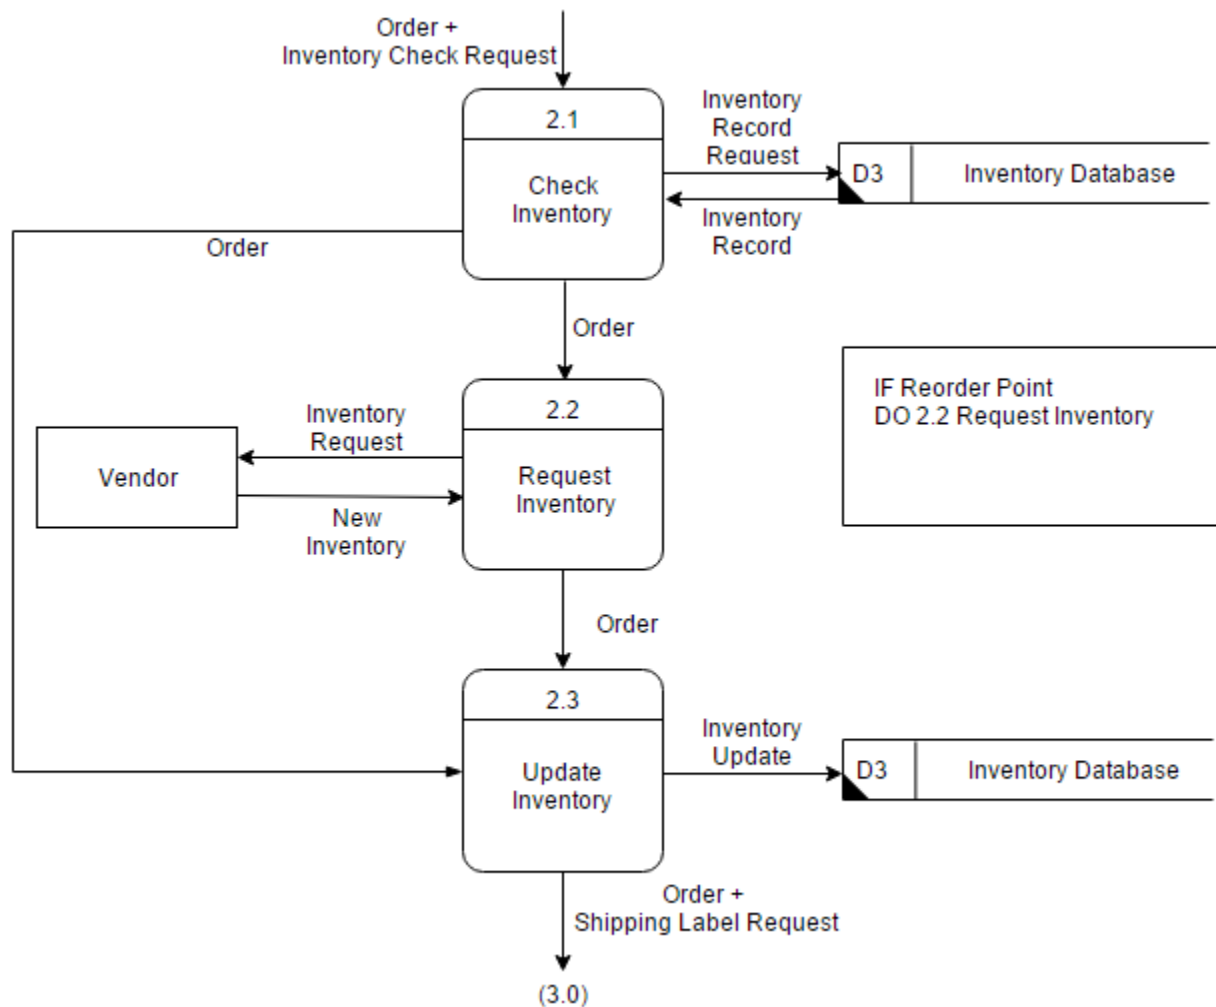 Order +
Inventory Check Request
2.1
Check
Inventory
Inventory
Record
Request
D3
Inventory Database
Inventory
Record
Order
Order
IF Reorder Point
DO 2.2 Request Inventory
2.2
Request
Inventory
Inventory
Request
Vendor
New
Inventory
Order
2.3
Update
Inventory
Inventory
Update
D3
Inventory Database
Order +
Shipping Label Request
(3.0)